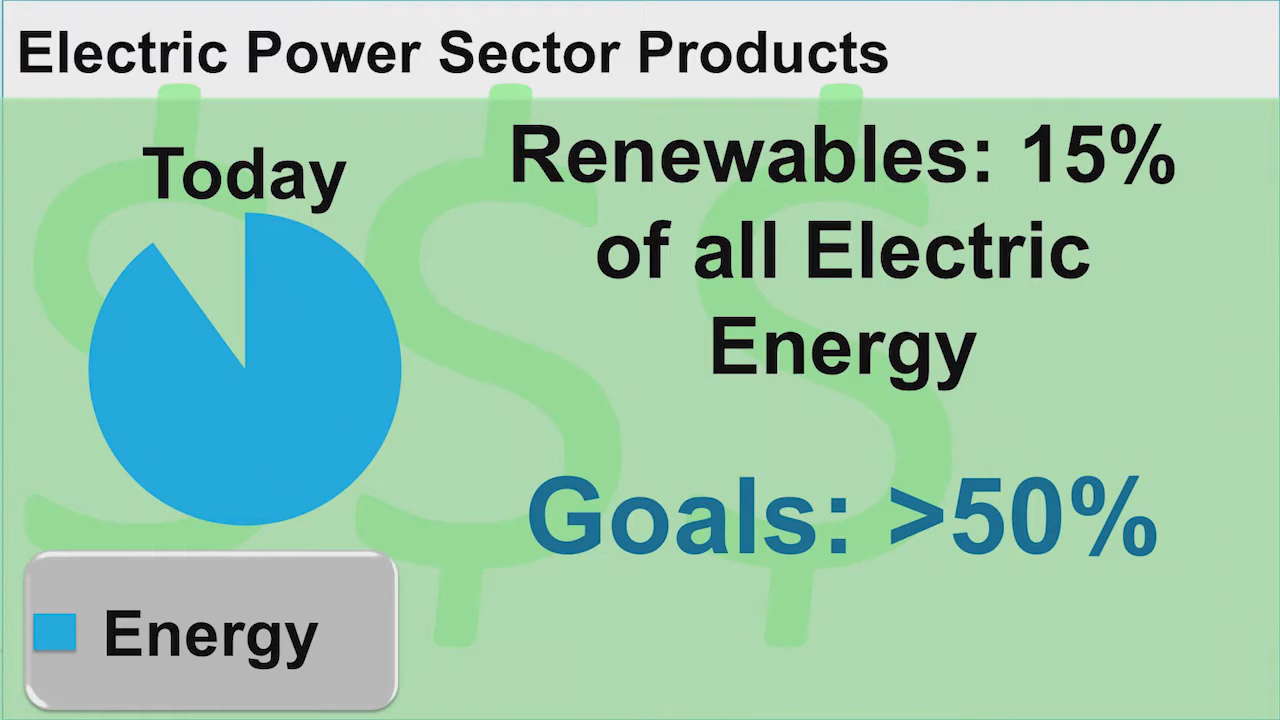 Electric Power Sector Products
Today
Renewables: 15%
of all Electric
Energy
Goals: >50%
Energy